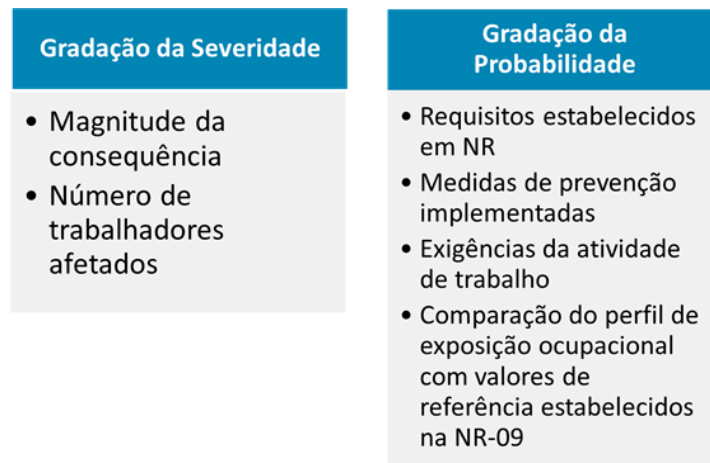 Gradação da Severidade
• Magnitude da
consequência
• Número de
trabalhadores
afetados
Gradação da
Probabilidade
• Requisitos estabelecidos
em NR
• Medidas de prevenção
implementadas
• Exigências da atividade
de trabalho
• Comparação do perfil de
exposição ocupacional
com valores de
referência estabelecidos
na NR-09